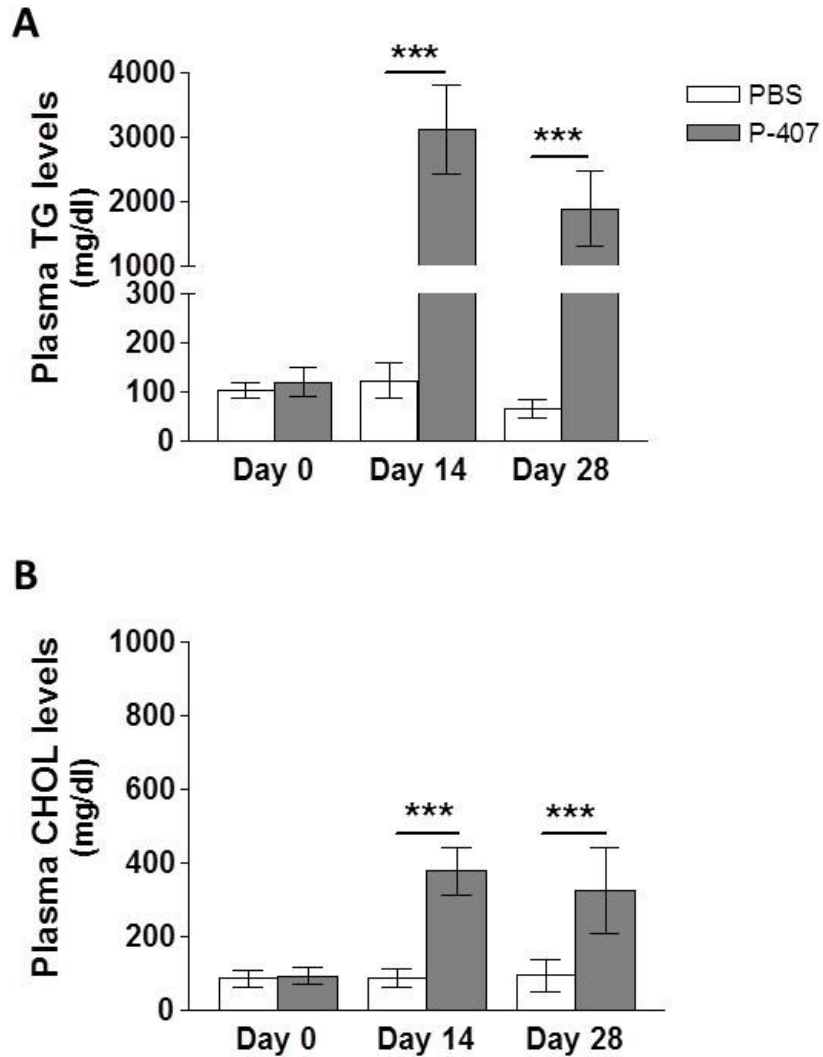 A
Plasma TG levels
(mg/dl)
4000
3000
2000
1000
300
200
100
0
***
***
PBS
P-407
Day 0 Day 14 Day 28
B
Plasma CHOL levels
(mg/dl)
1000
800
600
400
200
0
***
***
Day 0 Day 14 Day 28